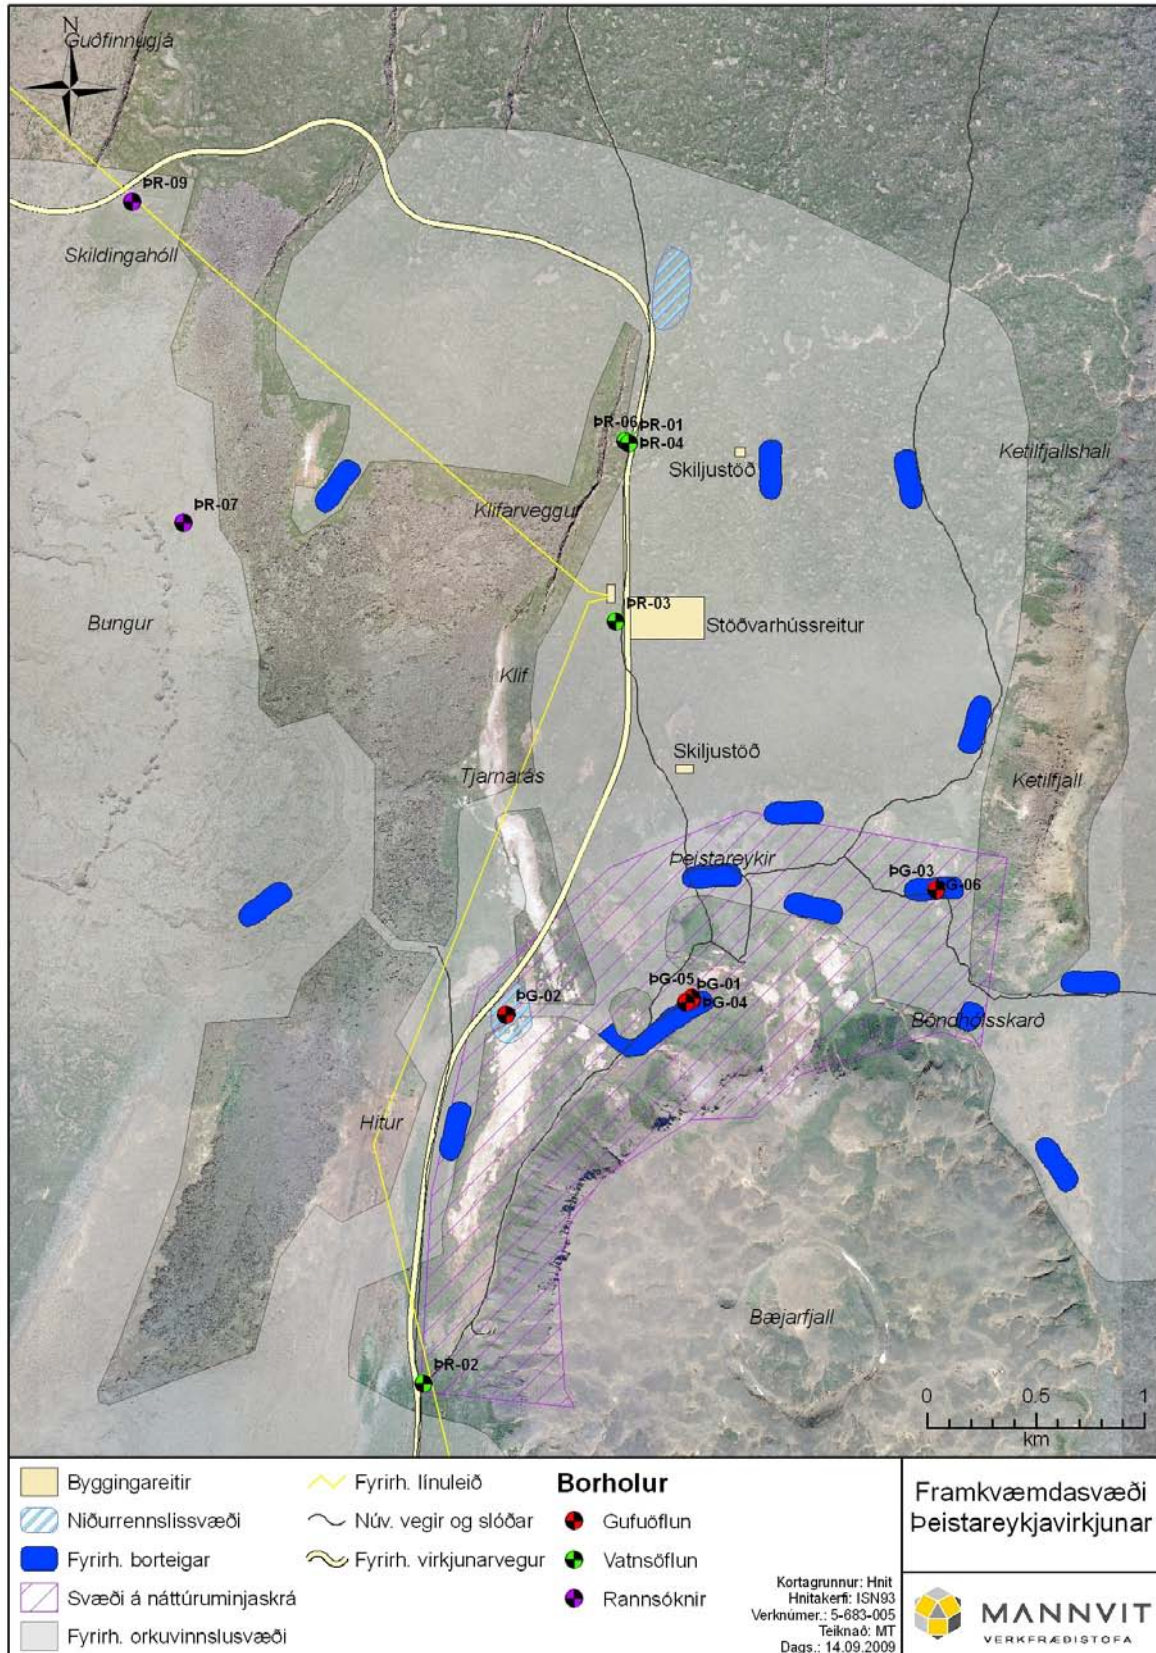 N
Guðfinnugjá
ÞR-09
Skildingahóll
ÞR-06
ÞR-01
ÞR-04
Skiljustöð
Ketilfjallshali
Klifarveggur
ÞR-07
ÞR-03
Bungur
Stöðvarhússreitur
Klif
Skiljustöð
Tjarnarás
Ketilfjall
Þeistareykir
ÞG-03
ÞG-06
ÞG-05
ÞG-01
ÞG-04
ÞG-02
Bóndhólsskarð
Hitur
Bæjarfjall
ÞR-02
0 0.5 1
km
Byggingareitir
Niðurrennslissvæði
Fyrirh. borteigar
Svæði á náttúruminjaskrá
Fyrirh. orkuvinnslusvæði
Fyrirh. línuleið
Núv. vegir og slóðar
Fyrirh. virkjunarvegur
Borholur
Gufuöflun
Vatnsöflun
Rannsóknir
Kortagrunnur: Hnit
Hnitakerfi: ISN93
Verknúmer.: 5-683-005
Teiknað: MT
Dags.: 14.09.2009
Framkvæmdasvæði
Þeistareykjavirkjunar
MANNVIT
VERKFRÆÐISTOFA